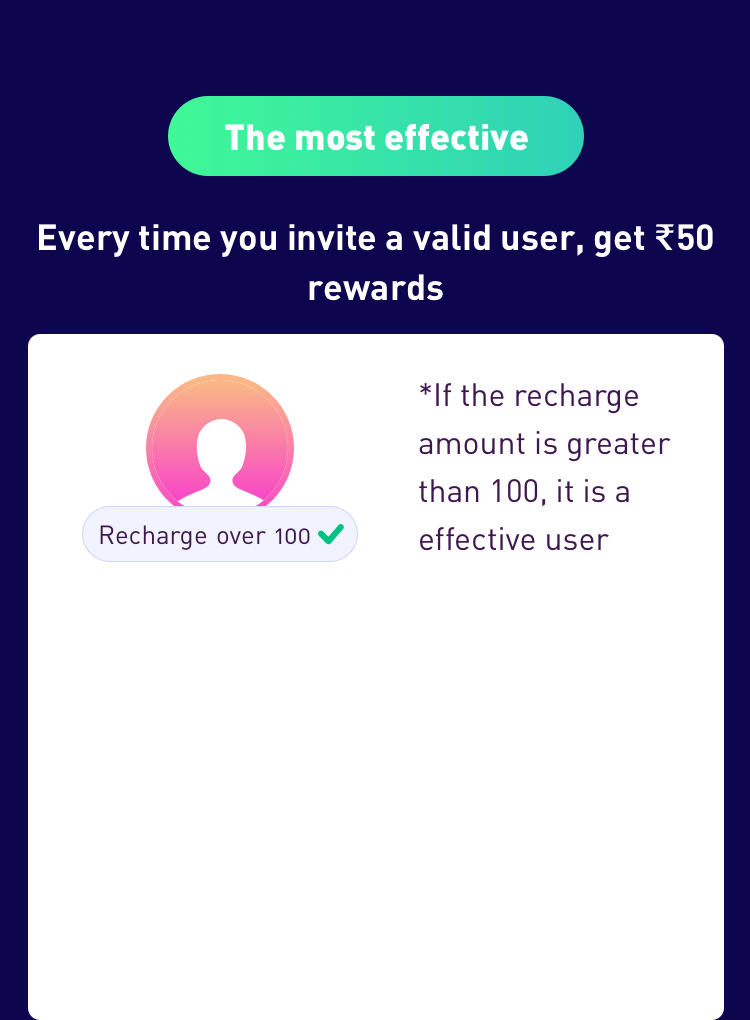 The most effective
Every time you invite a valid user, get ₹50
rewards
*If the recharge
amount is greater
than 100, it is a
effective user
Recharge over 100